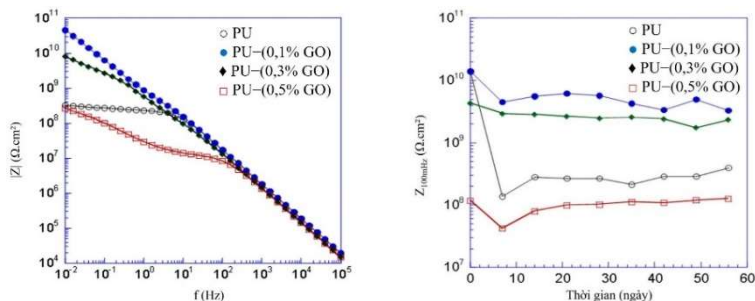 10¹¹
10¹⁰
10⁹
10⁸
10⁷
10⁶
10⁵
10⁴
|Z| (Ω.cm²)
PU
PU−(0,1% GO)
PU−(0,3% GO)
PU−(0,5% GO)
10⁻² 10⁻¹ 10⁰ 10¹ 10² 10³ 10⁴ 10⁵
f (Hz)
10¹¹
10¹⁰
10⁹
10⁸
10⁷
Z₁₀₀mHz (Ω.cm²)
PU
PU−(0,1% GO)
PU−(0,3% GO)
PU−(0,5% GO)
0 10 20 30 40 50 60
Thời gian (ngày)